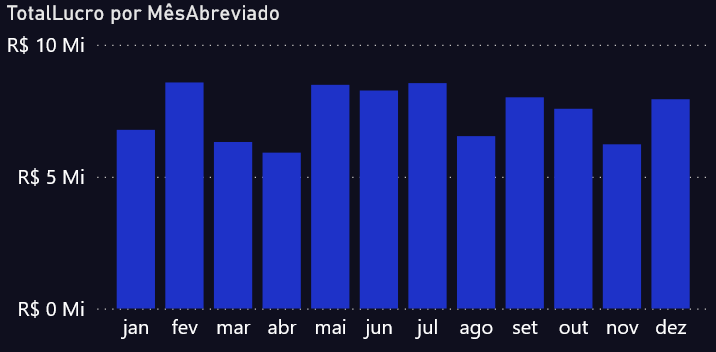 TotalLucro por MêsAbreviado
R$ 10 Mi
R$ 5 Mi
R$ 0 Mi
jan fev mar abr mai jun jul ago set out nov dez